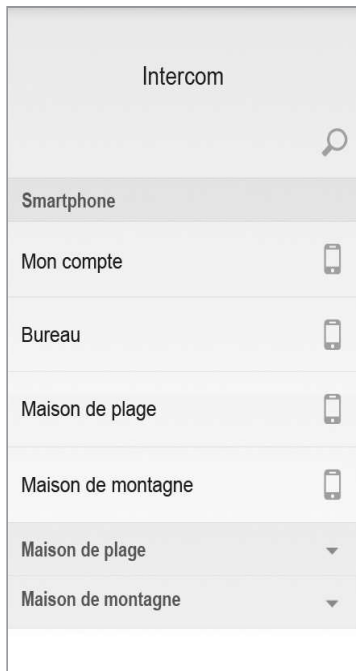 Intercom
Smartphone
Mon compte
Bureau
Maison de plage
Maison de montagne
Maison de plage
Maison de montagne